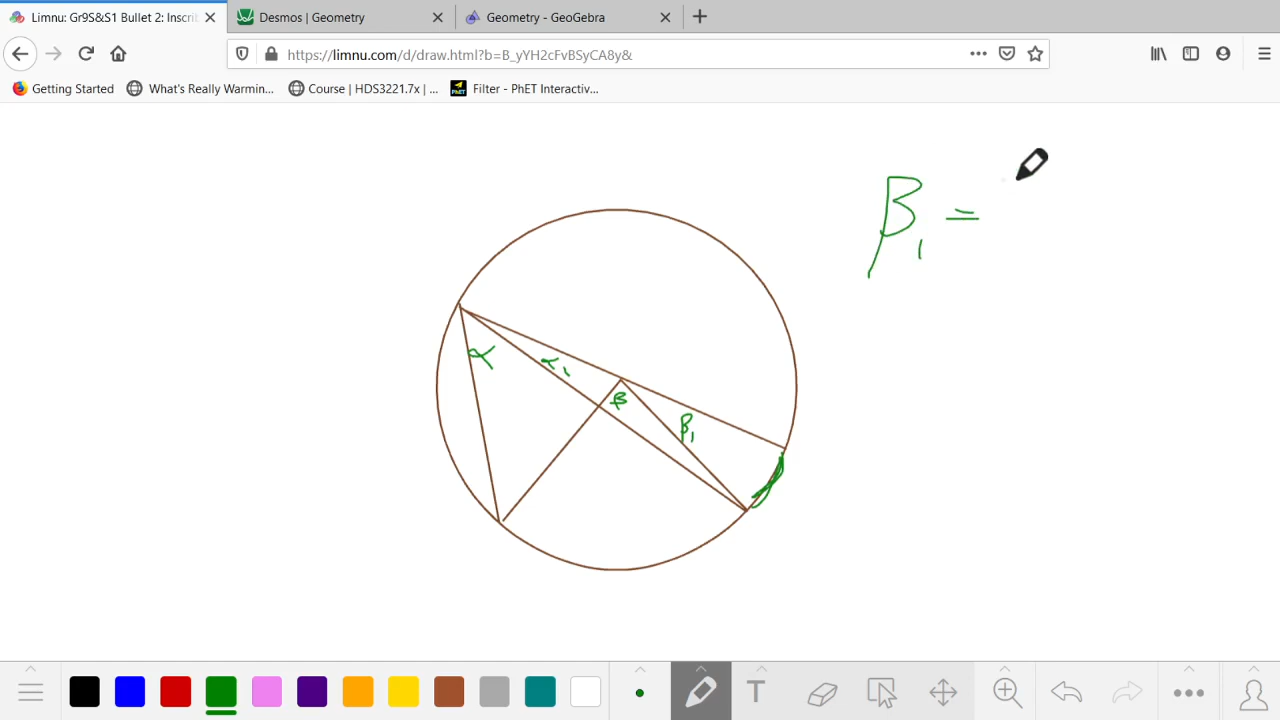 Limnu: Gr9S&S1 Bullet 2: Inscrib
Desmos | Geometry
Geometry - GeoGebra
https://limnu.com/d/draw.html?b=B_yYH2cFvBSyCA8y&
Getting Started
What's Really Warmin...
Course | HDS3221.7x | ...
Filter - PhET Interactiv...
β₁ =
α
α₁
β
β₁
T